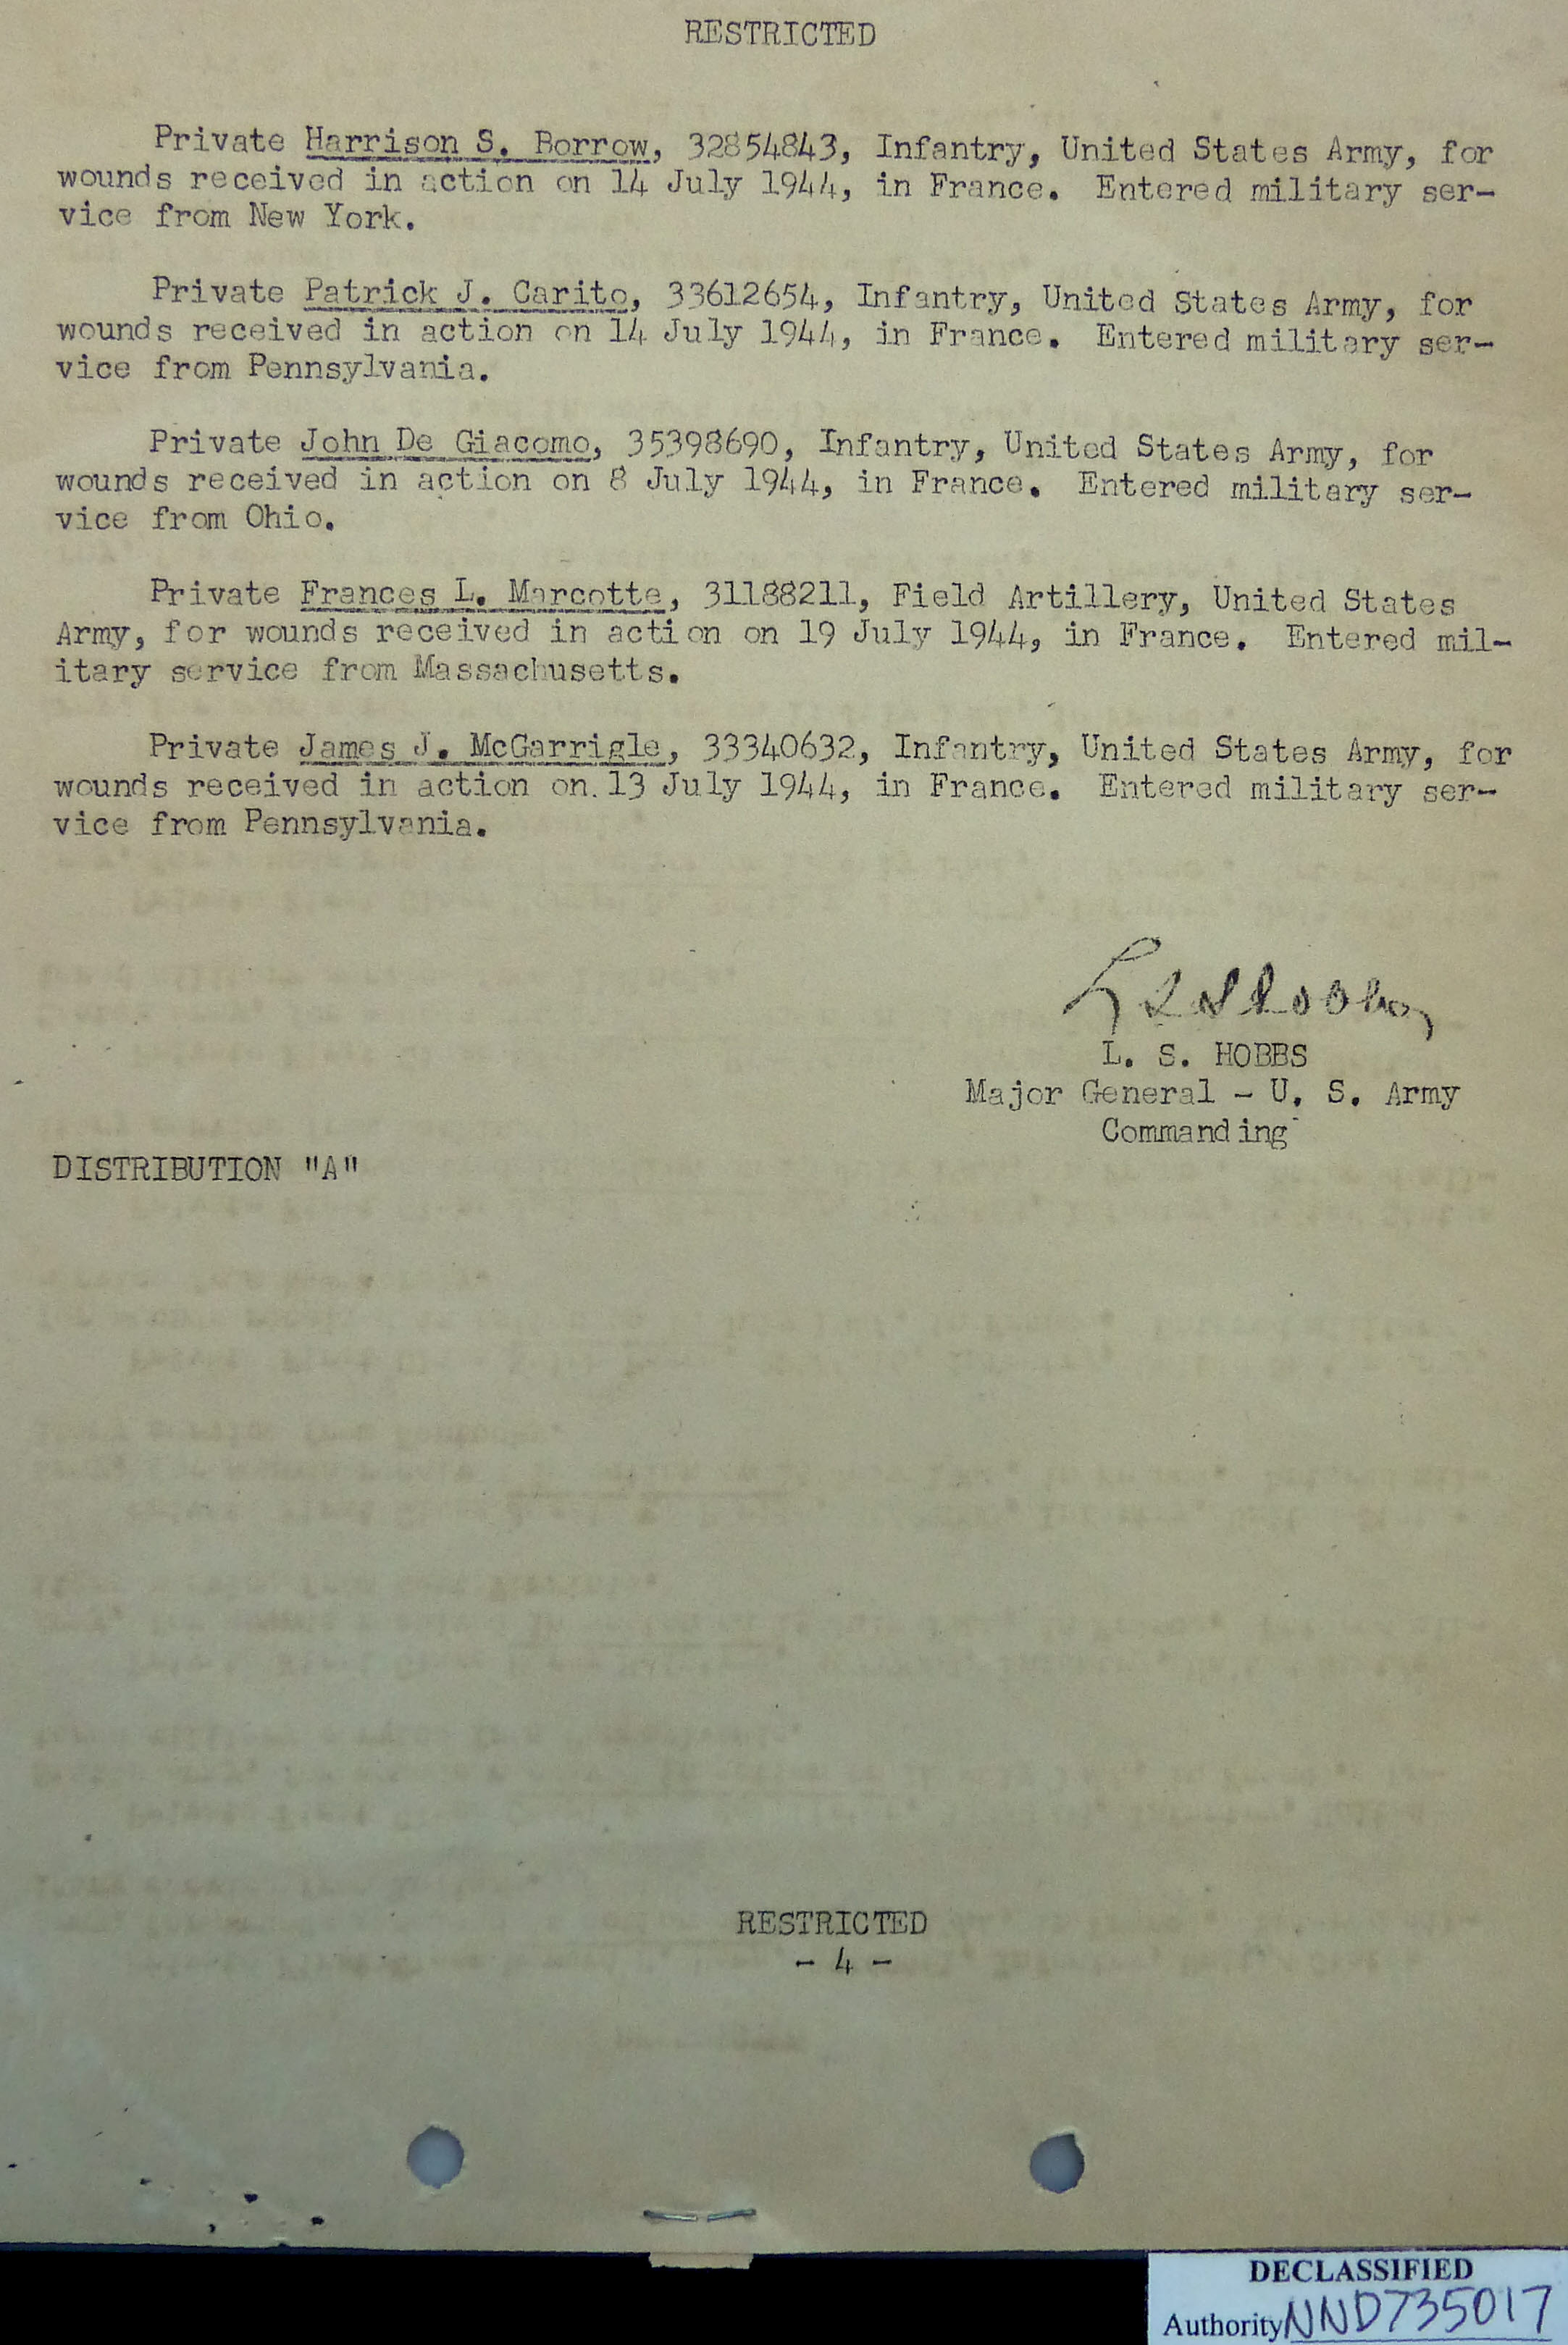 RESTRICTED
Private Harrison S. Borrow, 32854843, Infantry, United States Army, for
wounds received in action on 14 July 1944, in France. Entered military ser-
vice from New York.
Private Patrick J. Carito, 33612654, Infantry, United States Army, for
wounds received in action on 14 July 1944, in France. Entered military ser-
vice from Pennsylvania.
Private John De Giacomo, 35398690, Infantry, United States Army, for
wounds received in action on 8 July 1944, in France. Entered military ser-
vice from Ohio.
Private Frances L. Marcotte, 31188211, Field Artillery, United States
Army, for wounds received in action on 19 July 1944, in France. Entered mil-
itary service from Massachusetts.
Private James J. McGarrigle, 33340632, Infantry, United States Army, for
wounds received in action on 13 July 1944, in France. Entered military ser-
vice from Pennsylvania.
L. S. HOBBS
Major General - U. S. Army
Commanding
DISTRIBUTION "A"
RESTRICTED
- 4 -
DECLASSIFIED
Authority NND735017